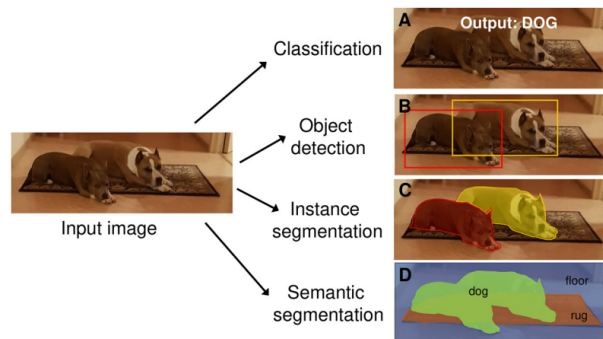 A
Output: DOG
Classification
B
Object
detection
Input image
C
Instance
segmentation
D
Semantic
segmentation
dog
floor
rug